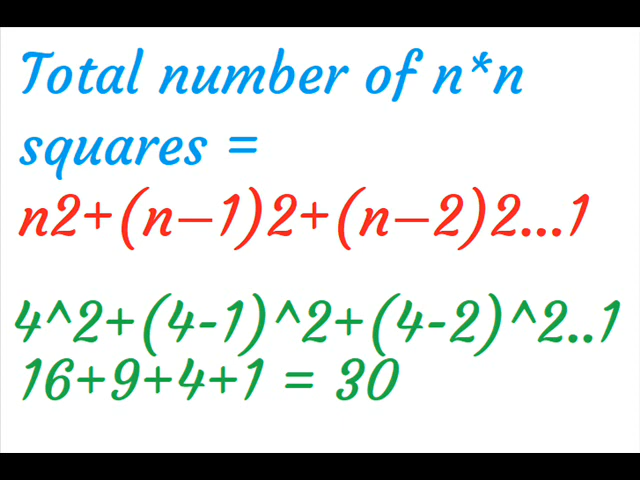 Total number of n*n
squares =
n2+(n−1)2+(n−2)2...1
4^2+(4-1)^2+(4-2)^2..1
16+9+4+1 = 30